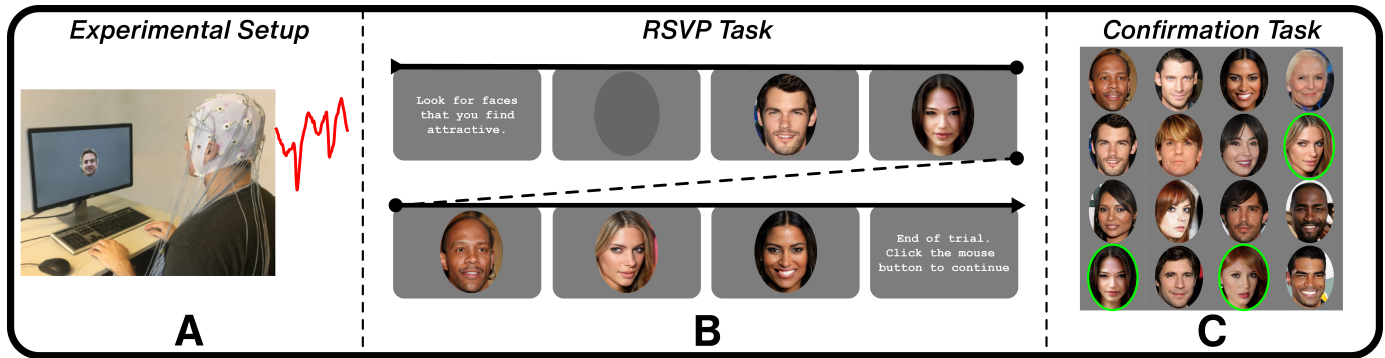 Experimental Setup
RSVP Task
Confirmation Task
Look for faces
that you find
attractive.
End of trial.
Click the mouse
button to continue
A
B
C